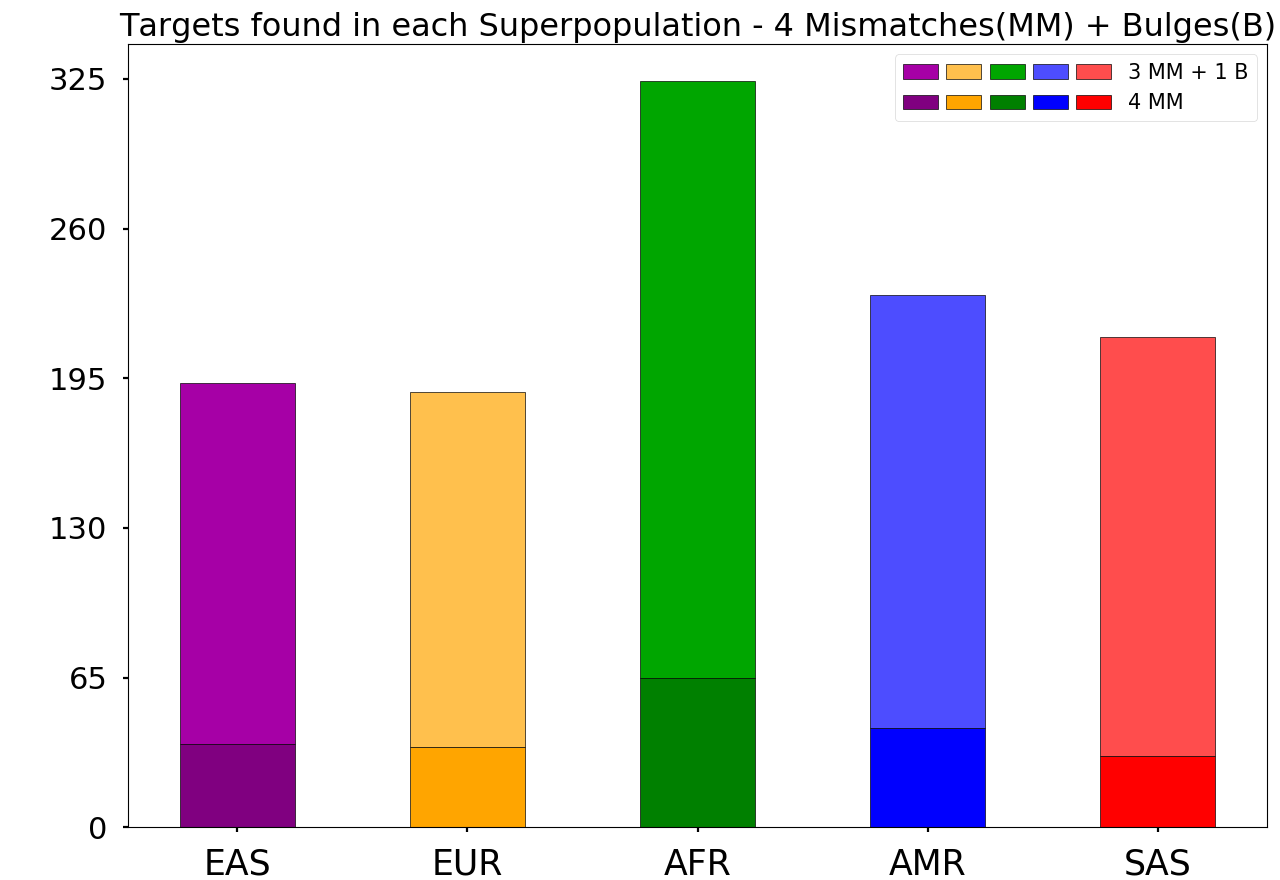 Targets found in each Superpopulation - 4 Mismatches(MM) + Bulges(B)
3 MM + 1 B
4 MM
325
260
195
130
65
0
EAS EUR AFR AMR SAS